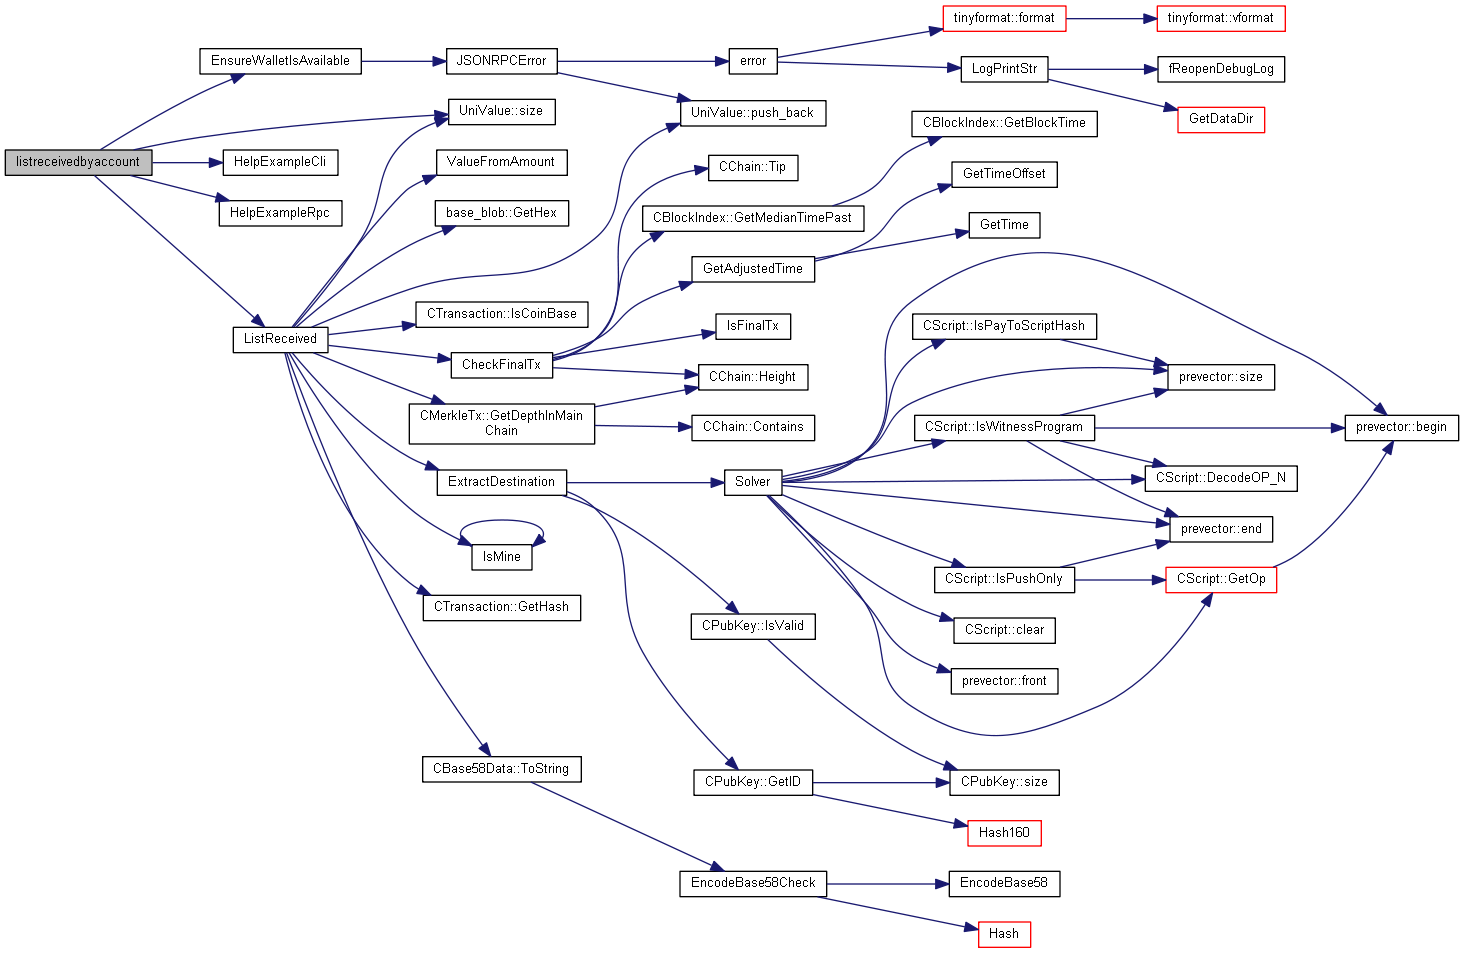 tinyformat::format
tinyformat::vformat
EnsureWalletIsAvailable
JSONRPCError
error
LogPrintStr
fReopenDebugLog
UniValue::size
UniValue::push_back
GetDataDir
CBlockIndex::GetBlockTime
listreceivedbyaccount
HelpExampleCli
ValueFromAmount
CChain::Tip
GetTimeOffset
HelpExampleRpc
base_blob::GetHex
CBlockIndex::GetMedianTimePast
GetTime
GetAdjustedTime
CTransaction::IsCoinBase
IsFinalTx
CScript::IsPayToScriptHash
ListReceived
CheckFinalTx
CChain::Height
prevector::size
CMerkleTx::GetDepthInMain
Chain
CChain::Contains
CScript::IsWitnessProgram
prevector::begin
ExtractDestination
Solver
CScript::DecodeOP_N
prevector::end
IsMine
CScript::IsPushOnly
CScript::GetOp
CTransaction::GetHash
CPubKey::IsValid
CScript::clear
prevector::front
CBase58Data::ToString
CPubKey::GetID
CPubKey::size
Hash160
EncodeBase58Check
EncodeBase58
Hash